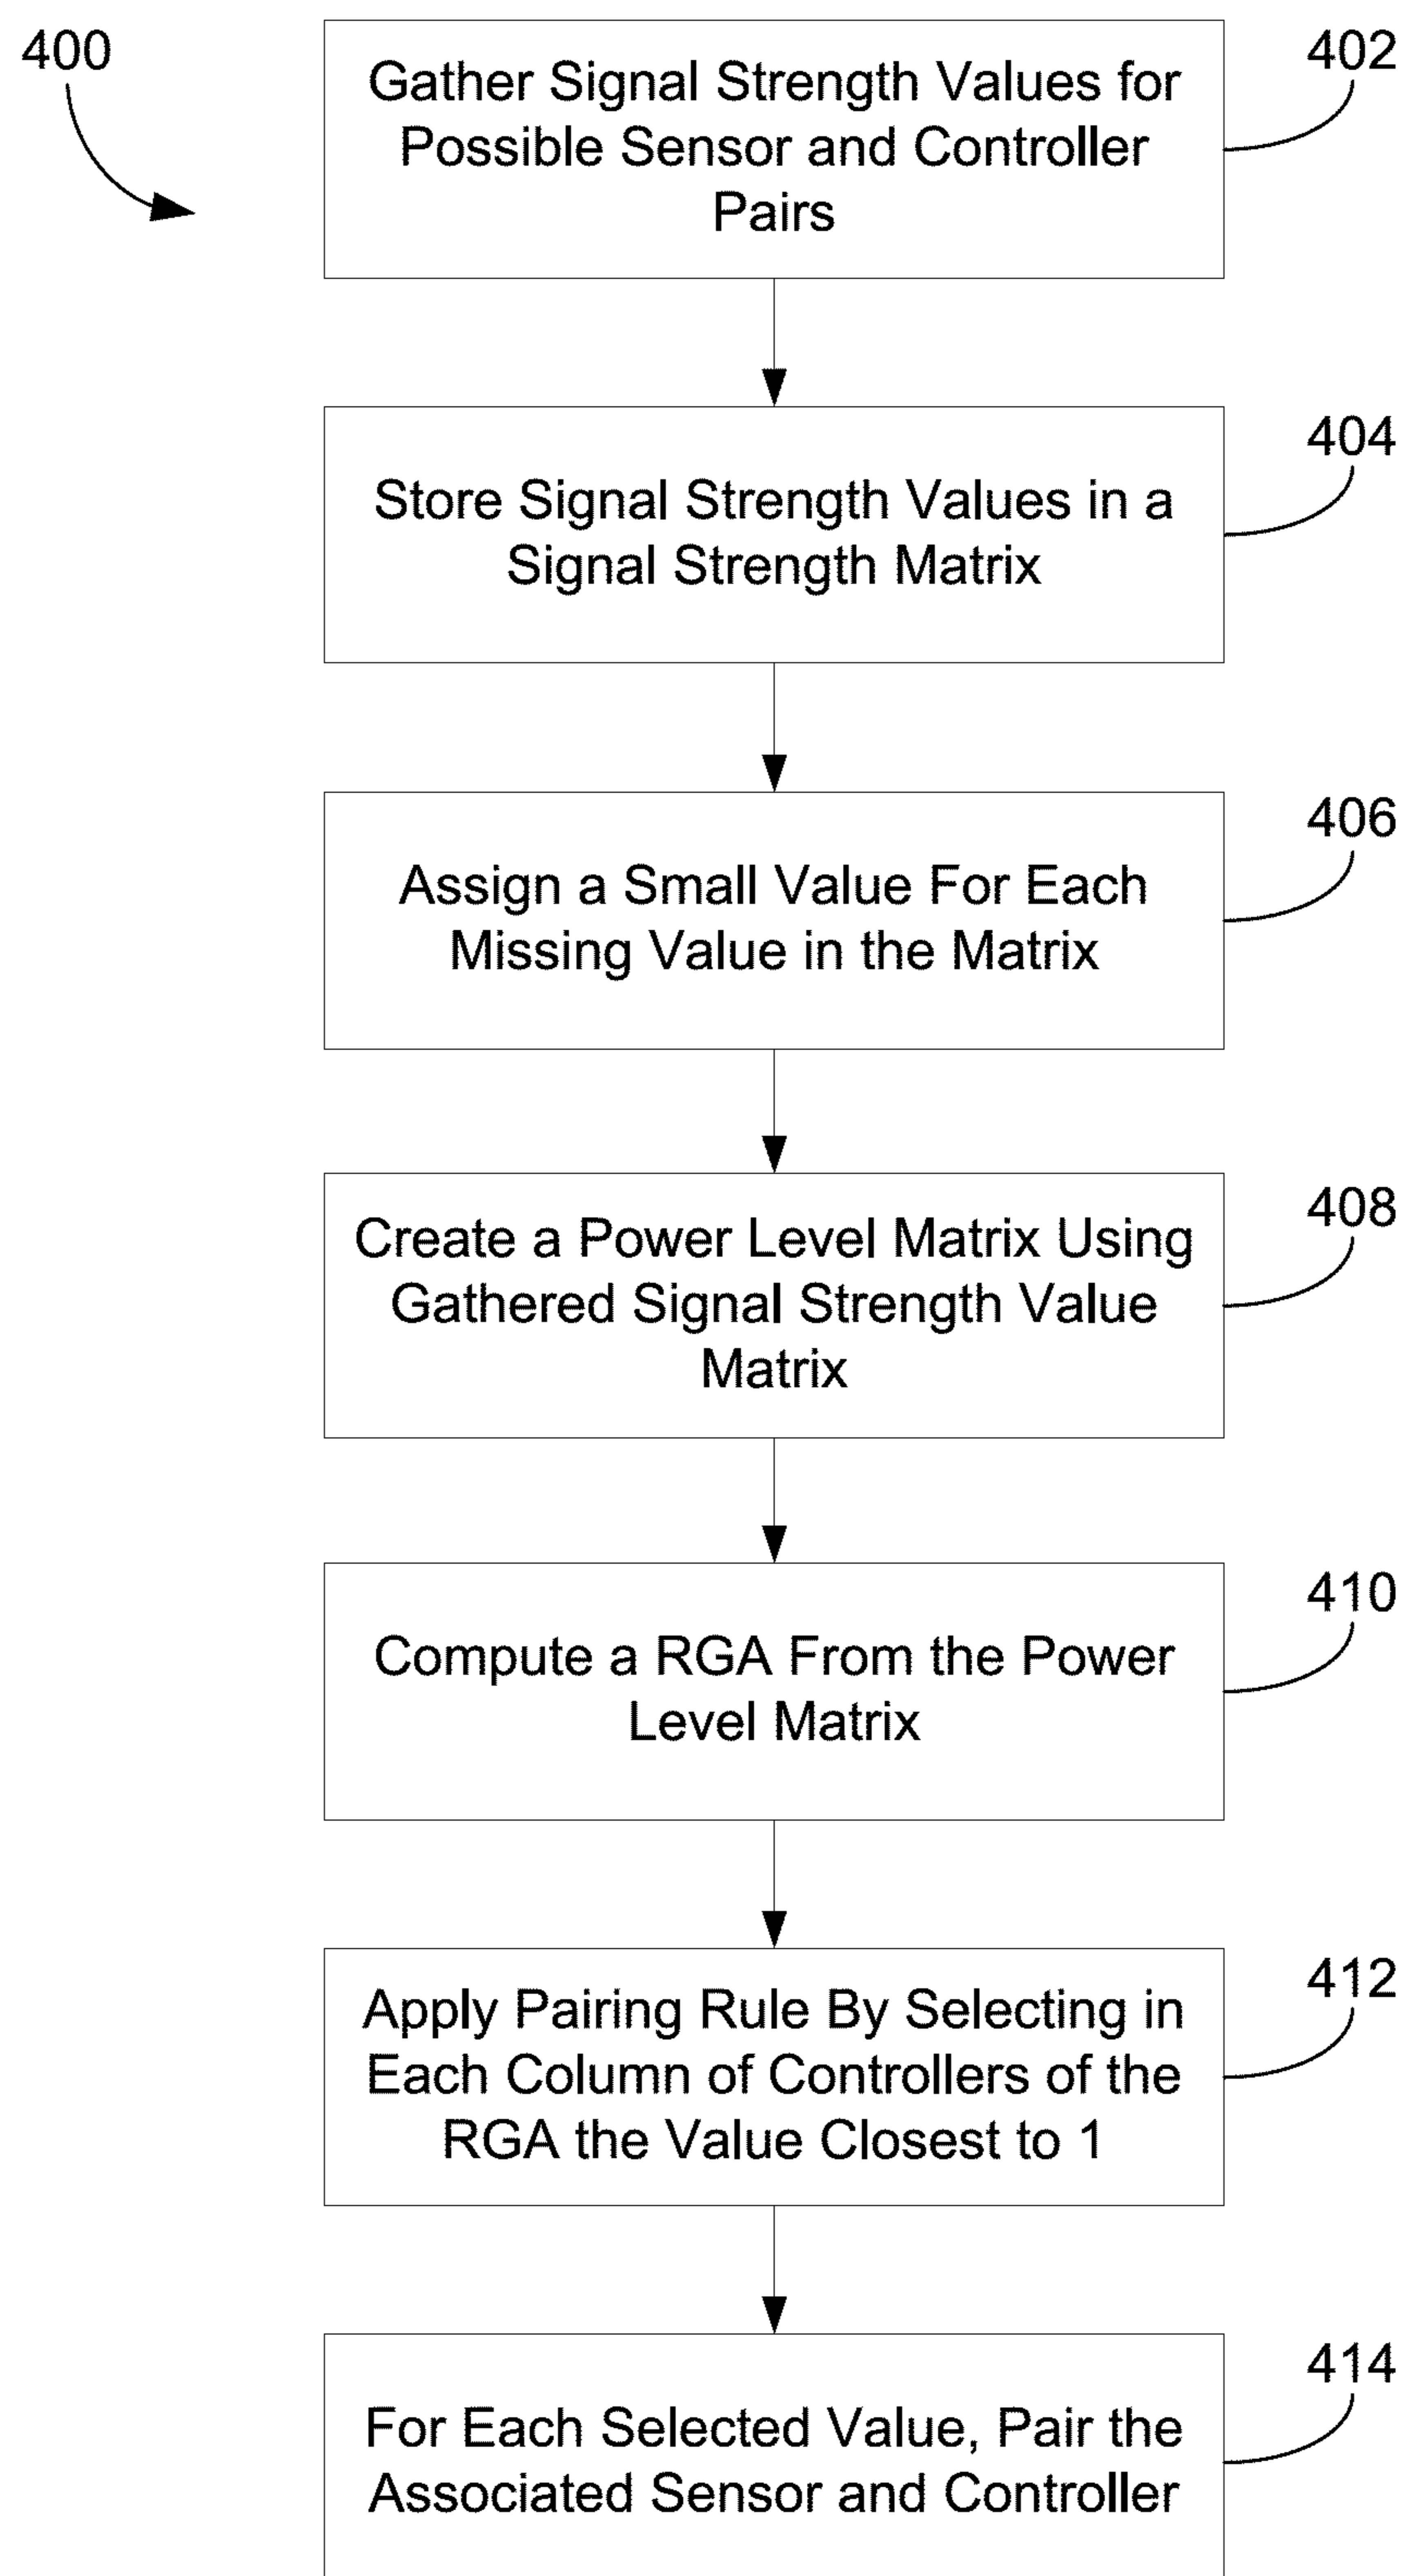 400
402
Gather Signal Strength Values for
Possible Sensor and Controller
Pairs
404
Store Signal Strength Values in a
Signal Strength Matrix
406
Assign a Small Value For Each
Missing Value in the Matrix
408
Create a Power Level Matrix Using
Gathered Signal Strength Value
Matrix
410
Compute a RGA From the Power
Level Matrix
412
Apply Pairing Rule By Selecting in
Each Column of Controllers of the
RGA the Value Closest to 1
414
For Each Selected Value, Pair the
Associated Sensor and Controller